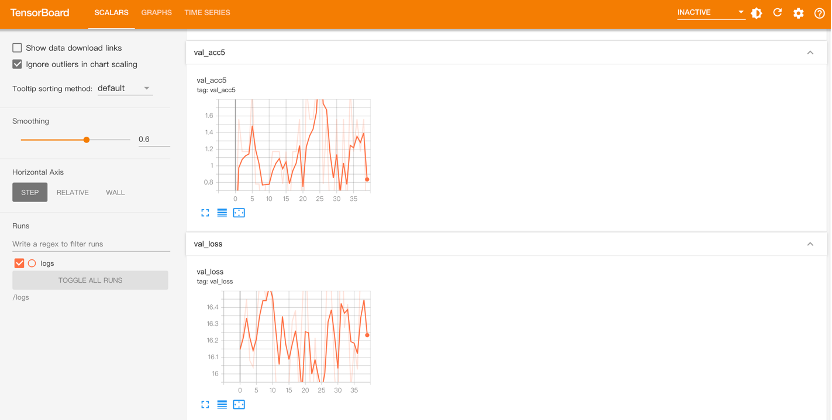 TensorBoard SCALARS GRAPHS TIME SERIES INACTIVE
Show data download links
Ignore outliers in chart scaling
Tooltip sorting method: default
Smoothing
0.6
Horizontal Axis
STEP RELATIVE WALL
Runs
Write a regex to filter runs
logs
TOGGLE ALL RUNS
/logs
val_acc5
val_acc5
tag: val_acc5
1.6
1.4
1.2
1
0.8
0 5 10 15 20 25 30 35
val_loss
val_loss
tag: val_loss
16.4
16.3
16.2
16.1
16
0 5 10 15 20 25 30 35